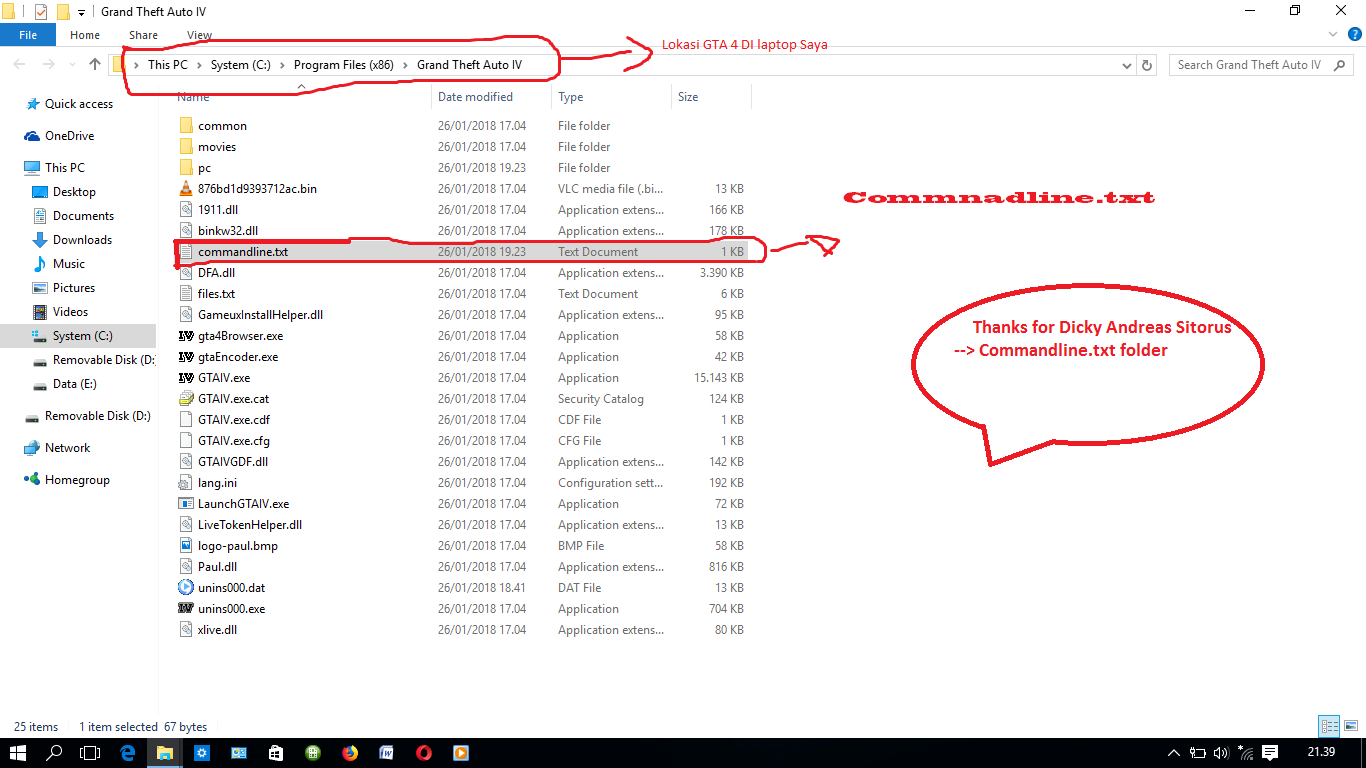 Grand Theft Auto IV
File Home Share View
Lokasi GTA 4 DI laptop Saya
This PC System (C:) Program Files (x86) Grand Theft Auto IV
Search Grand Theft Auto IV
Quick access
OneDrive
This PC
Desktop
Documents
Downloads
Music
Pictures
Videos
System (C:)
Removable Disk (D:
Data (E:)
Removable Disk (D:)
Network
Homegroup
Name Date modified Type Size
common 26/01/2018 17.04 File folder
movies 26/01/2018 17.04 File folder
pc 26/01/2018 19.23 File folder
876bd1d9393712ac.bin 26/01/2018 17.04 VLC media file (.bi... 13 KB
1911.dll 26/01/2018 17.04 Application extens... 166 KB
binkw32.dll 26/01/2018 17.04 Application extens... 178 KB
commandline.txt 26/01/2018 19.23 Text Document 1 KB
DFA.dll 26/01/2018 17.04 Application extens... 3.390 KB
files.txt 26/01/2018 17.04 Text Document 6 KB
GameuxInstallHelper.dll 26/01/2018 17.04 Application extens... 95 KB
gta4Browser.exe 26/01/2018 17.04 Application 58 KB
gtaEncoder.exe 26/01/2018 17.04 Application 42 KB
GTAIV.exe 26/01/2018 17.04 Application 15.143 KB
GTAIV.exe.cat 26/01/2018 17.04 Security Catalog 124 KB
GTAIV.exe.cdf 26/01/2018 17.04 CDF File 1 KB
GTAIV.exe.cfg 26/01/2018 17.04 CFG File 1 KB
GTAIVGDF.dll 26/01/2018 17.04 Application extens... 142 KB
lang.ini 26/01/2018 17.04 Configuration sett... 192 KB
LaunchGTAIV.exe 26/01/2018 17.04 Application 72 KB
LiveTokenHelper.dll 26/01/2018 17.04 Application extens... 13 KB
logo-paul.bmp 26/01/2018 17.04 BMP File 58 KB
Paul.dll 26/01/2018 17.04 Application extens... 816 KB
unins000.dat 26/01/2018 18.41 DAT File 13 KB
unins000.exe 26/01/2018 17.04 Application 704 KB
xlive.dll 26/01/2018 17.04 Application extens... 80 KB
Commnadline.txt
Thanks for Dicky Andreas Sitorus
--> Commandline.txt folder
25 items 1 item selected 67 bytes
21.39